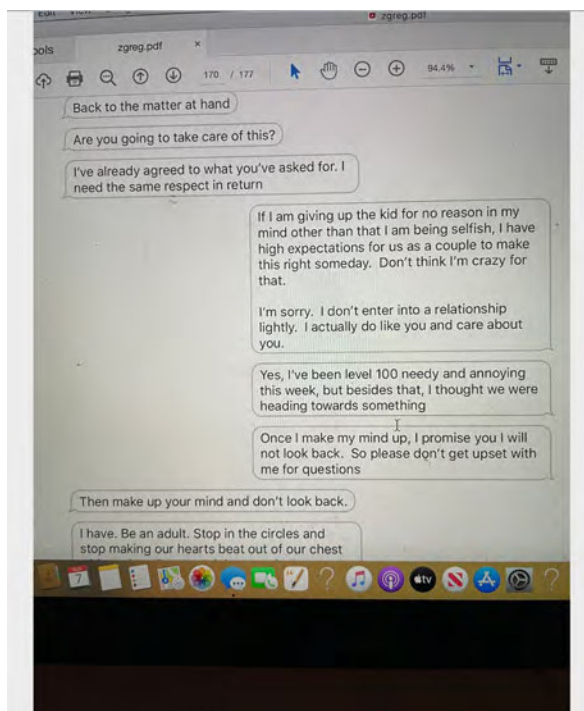 Edit View
zgreg.pdf
ools
zgreg.pdf ×
170 / 177
94.4%
Back to the matter at hand
Are you going to take care of this?
I've already agreed to what you've asked for. I
need the same respect in return
If I am giving up the kid for no reason in my
mind other than that I am being selfish, I have
high expectations for us as a couple to make
this right someday. Don't think I'm crazy for
that.
I'm sorry. I don't enter into a relationship
lightly. I actually do like you and care about
you.
Yes, I've been level 100 needy and annoying
this week, but besides that, I thought we were
heading towards something
Once I make my mind up, I promise you I will
not look back. So please don't get upset with
me for questions
Then make up your mind and don't look back.
I have. Be an adult. Stop in the circles and
stop making our hearts beat out of our chest
7
tv